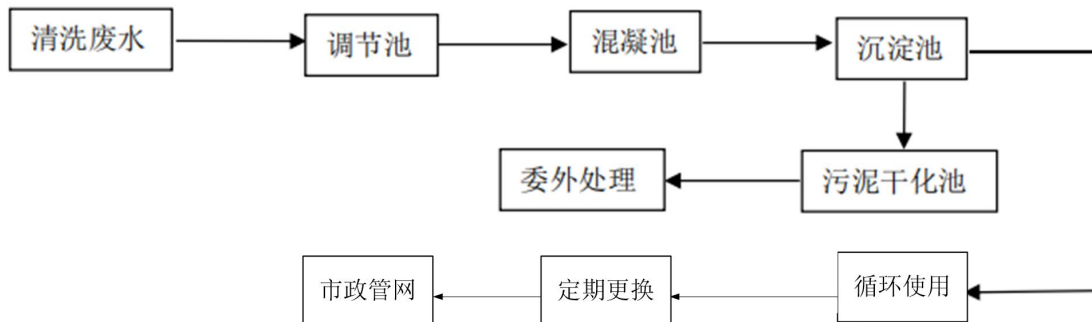 清洗废水
调节池
混凝池
沉淀池
委外处理
污泥干化池
市政管网
定期更换
循环使用